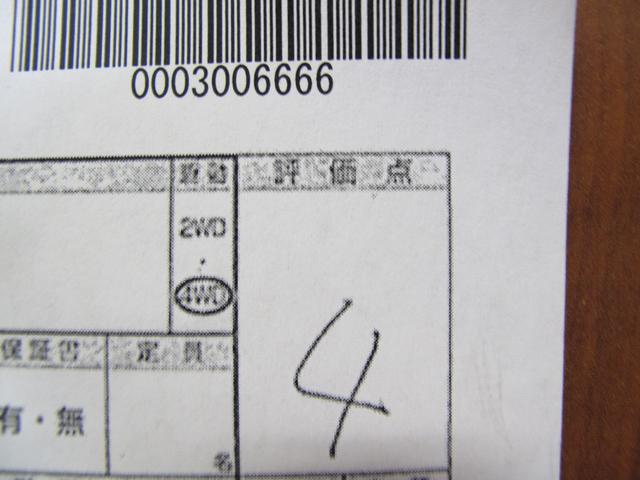 0003006666
駆動 評価点
2WD
・
4WD
4
保証書 定員
有・無
名